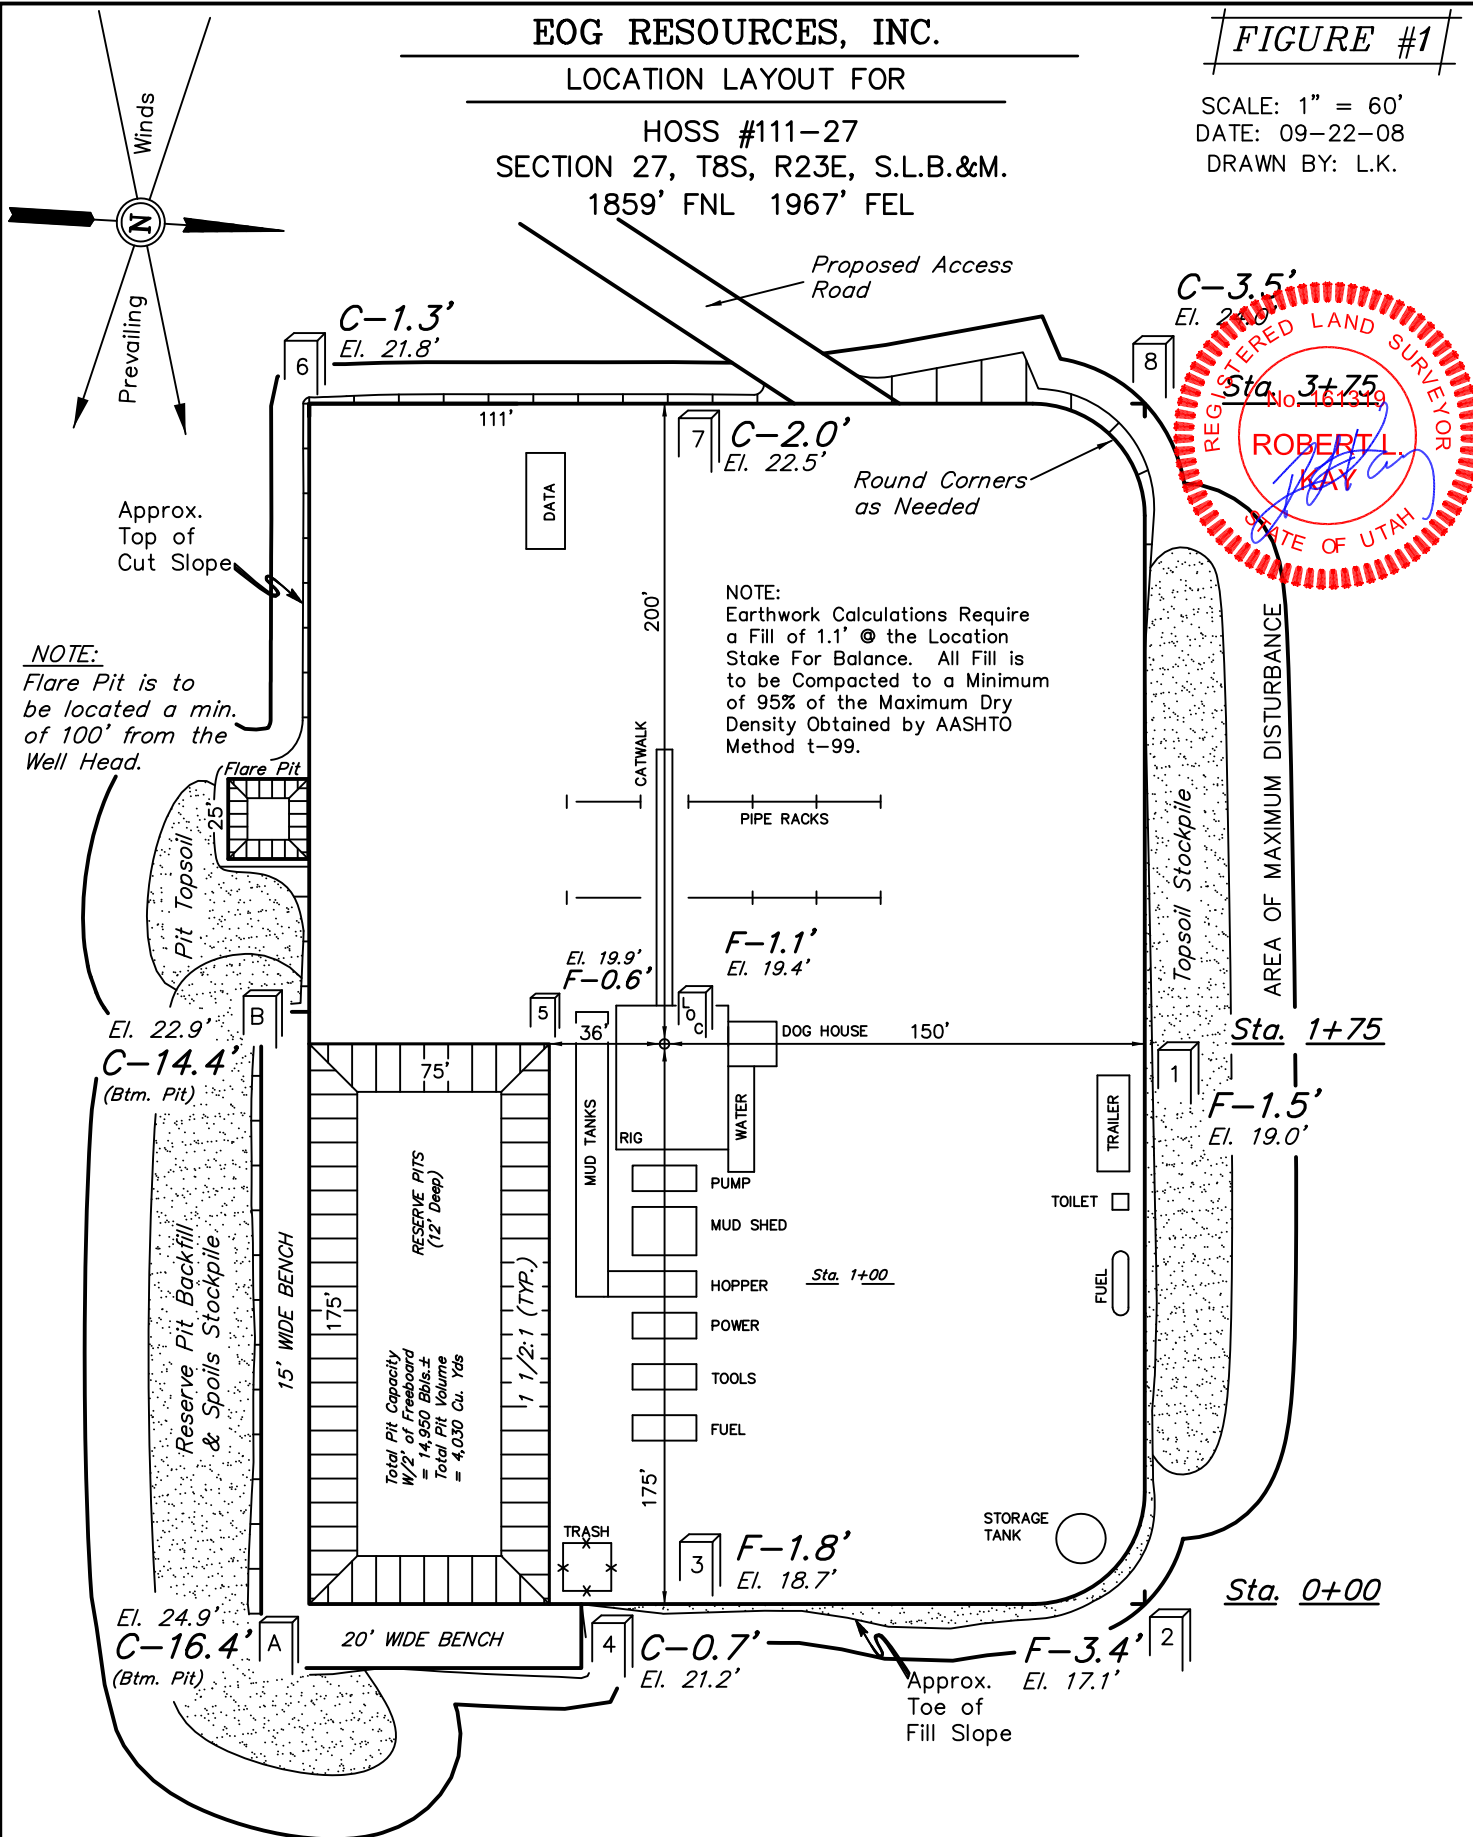 EOG RESOURCES, INC.
LOCATION LAYOUT FOR
HOSS #111-27
SECTION 27, T8S, R23E, S.L.B.&M.
1859' FNL 1967' FEL
FIGURE #1
SCALE: 1" = 60'
DATE: 09-22-08
DRAWN BY: L.K.
Winds
N
Prevailing
Proposed Access
Road
C-1.3'
El. 21.8'
6
C-3.5'
El. 24.0'
8
Sta. 3+75
REGISTERED LAND SURVEYOR
No. 161319
ROBERT L.
KAY
STATE OF UTAH
111'
7
C-2.0'
El. 22.5'
DATA
Round Corners
as Needed
Approx.
Top of
Cut Slope
200'
NOTE:
Earthwork Calculations Require
a Fill of 1.1' @ the Location
Stake For Balance. All Fill is
to be Compacted to a Minimum
of 95% of the Maximum Dry
Density Obtained by AASHTO
Method t-99.
NOTE:
Flare Pit is to
be located a min.
of 100' from the
Well Head.
Flare Pit
25'
Pit Topsoil
CATWALK
PIPE RACKS
Topsoil Stockpile
AREA OF MAXIMUM DISTURBANCE
El. 19.9'
F-0.6'
F-1.1'
El. 19.4'
5
LOC
B
El. 22.9'
C-14.4'
(Btm. Pit)
36'
DOG HOUSE
150'
Sta. 1+75
1
F-1.5'
El. 19.0'
75'
MUD TANKS
RIG
WATER
TRAILER
PUMP
TOILET
MUD SHED
RESERVE PITS
(12' Deep)
HOPPER
Sta. 1+00
FUEL
POWER
TOOLS
FUEL
Reserve Pit Backfill
& Spoils Stockpile
15' WIDE BENCH
175'
1 1/2:1 (TYP.)
Total Pit Capacity
W/2' of Freeboard
= 14,950 Bbls.±
Total Pit Volume
= 4,030 Cu. Yds
175'
TRASH
STORAGE
TANK
3
F-1.8'
El. 18.7'
Sta. 0+00
El. 24.9'
C-16.4'
(Btm. Pit)
A
20' WIDE BENCH
4
C-0.7'
El. 21.2'
F-3.4'
El. 17.1'
2
Approx.
Toe of
Fill Slope